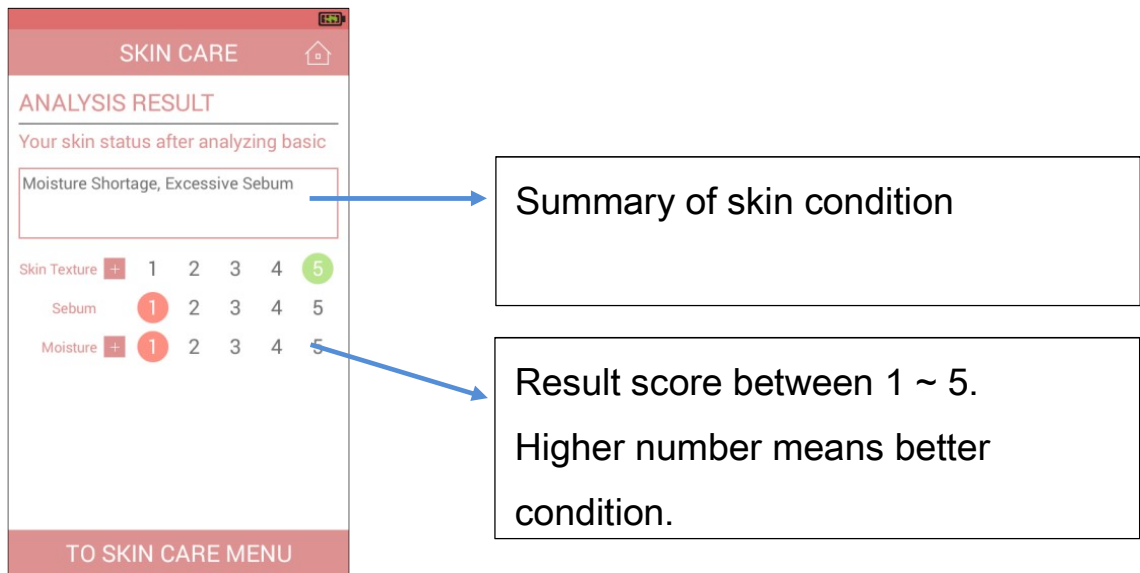 SKIN CARE
ANALYSIS RESULT
Your skin status after analyzing basic
Moisture Shortage, Excessive Sebum
Skin Texture + 1 2 3 4 5
Sebum 1 2 3 4 5
Moisture + 1 2 3 4 5
TO SKIN CARE MENU
Summary of skin condition
Result score between 1 ~ 5.
Higher number means better
condition.